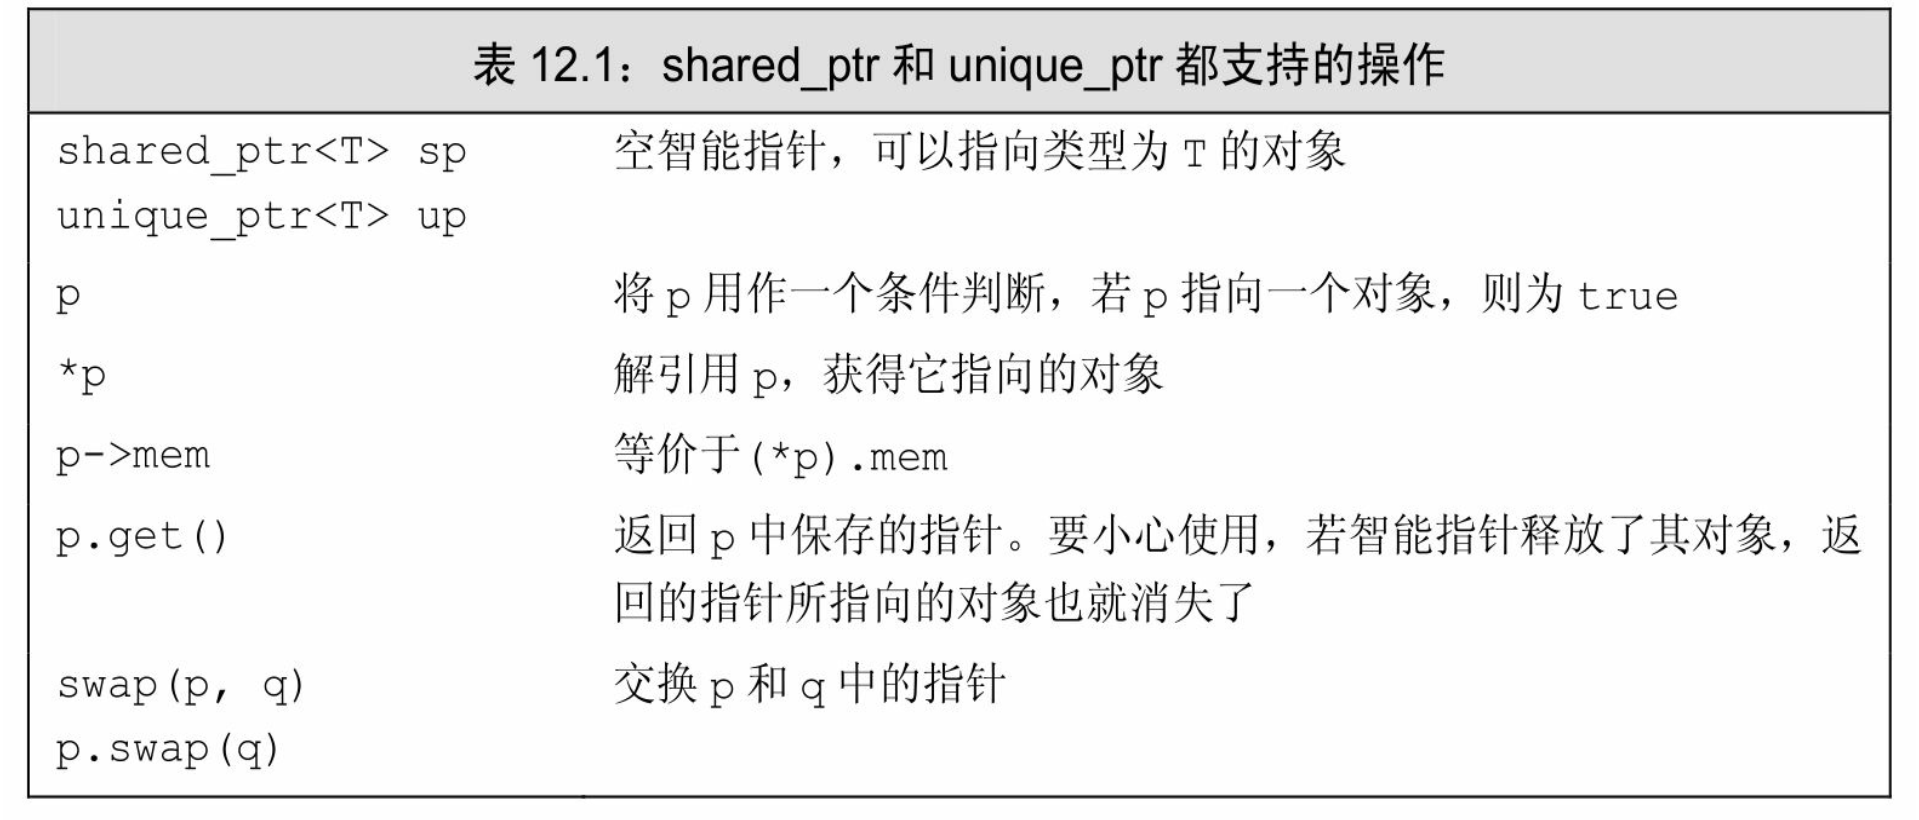 表 12.1：shared_ptr 和 unique_ptr 都支持的操作
shared_ptr<T> sp 空智能指针，可以指向类型为 T 的对象
unique_ptr<T> up
p 将 p 用作一个条件判断，若 p 指向一个对象，则为 true
*p 解引用 p，获得它指向的对象
p->mem 等价于(*p).mem
p.get() 返回 p 中保存的指针。要小心使用，若智能指针释放了其对象，返
回的指针所指向的对象也就消失了
swap(p, q) 交换 p 和 q 中的指针
p.swap(q)